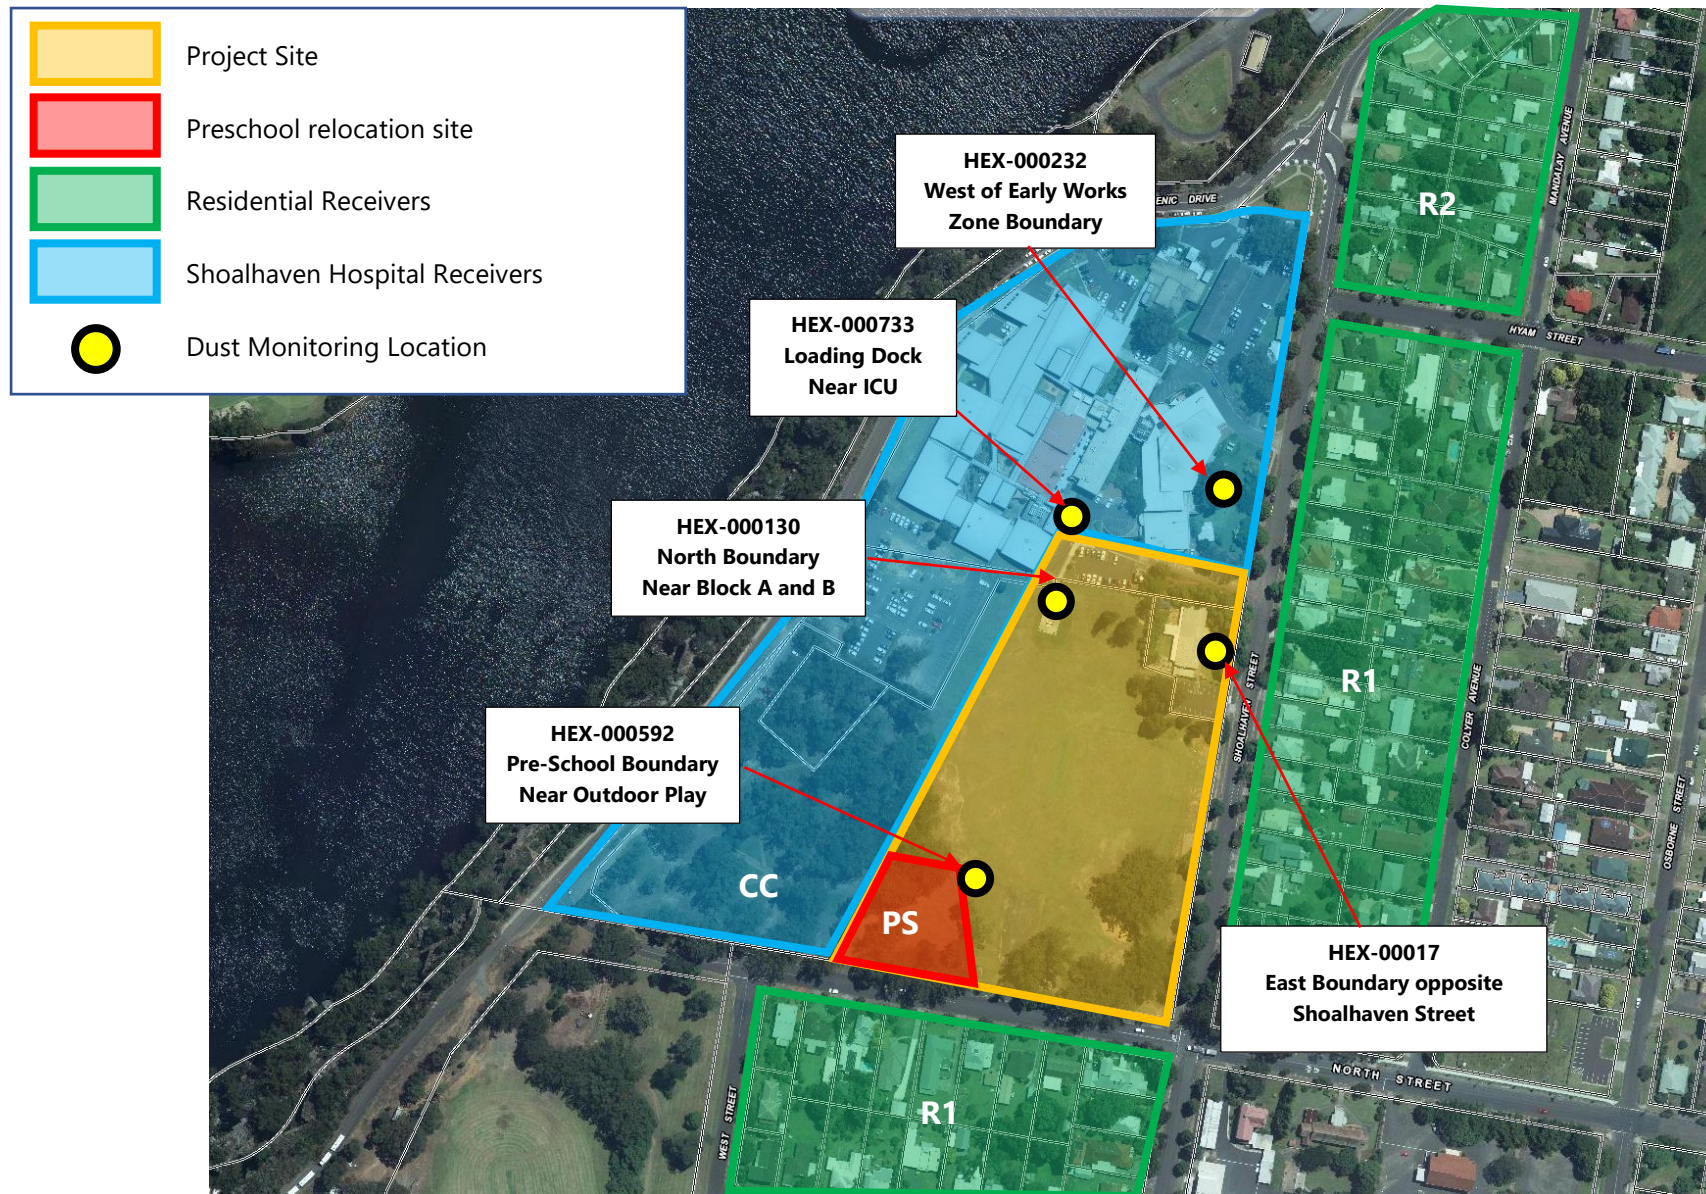 Project Site
Preschool relocation site
Residential Receivers
Shoalhaven Hospital Receivers
Dust Monitoring Location
HEX-000232
West of Early Works
Zone Boundary
ENIC DRIVE
MANDALAY AVENUE
R2
HEX-000733
Loading Dock
Near ICU
HYAM STREET
HEX-000130
North Boundary
Near Block A and B
SHOALHAVEN STREET
R1
COLYER AVENUE
HEX-000592
Pre-School Boundary
Near Outdoor Play
OSBORNE STREET
CC
PS
HEX-00017
East Boundary opposite
Shoalhaven Street
NORTH STREET
WEST STREET
R1